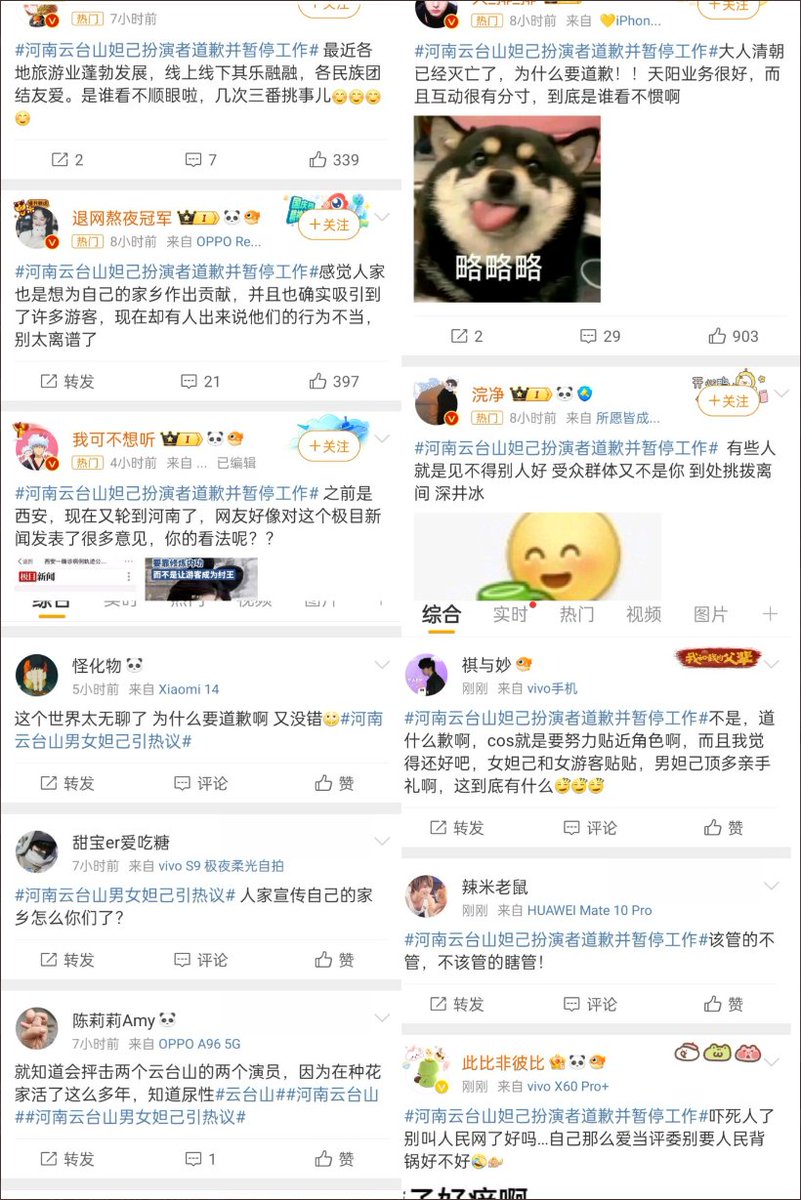 热门 7小时前
+关注
#河南云台山妲己扮演者道歉并暂停工作# 最近各
地旅游业蓬勃发展，线上线下其乐融融，各民族团
结友爱。是谁看不顺眼啦，几次三番挑事儿
2 7 339
退网熬夜冠军
+关注
热门 8小时前 来自 OPPO Re...
#河南云台山妲己扮演者道歉并暂停工作#感觉人家
也是想为自己的家乡作出贡献，并且也确实吸引到
了许多游客，现在却有人出来说他们的行为不当，
别太离谱了
转发 21 397
我可不想听
+关注
热门 4小时前 来自 ... 已编辑
#河南云台山妲己扮演者道歉并暂停工作# 之前是
西安，现在又轮到河南了，网友好像对这个极目新
闻发表了很多意见，你的看法呢？？
极目新闻
要靠修炼内功
而不是让游客成为纣王
综合 实时 热门 视频 图片
怪化物
5小时前 来自 Xiaomi 14
这个世界太无聊了 为什么要道歉啊 又没错#河南
云台山男女妲己引热议#
转发 评论 赞
甜宝er爱吃糖
7小时前 来自 vivo S9 极夜柔光自拍
#河南云台山男女妲己引热议# 人家宣传自己的家
乡怎么你们了？
转发 评论 赞
陈莉莉Amy
7小时前 来自 OPPO A96 5G
就知道会抨击两个云台山的两个演员，因为在种花
家活了这么多年，知道尿性#云台山##河南云台山
##河南云台山男女妲己引热议#
转发 1 赞
热门 8小时前 来自 iPhon...
+关注
#河南云台山妲己扮演者道歉并暂停工作#大人清朝
已经灭亡了，为什么要道歉！！天阳业务很好，而
且互动很有分寸，到底是谁看不惯啊
略略略
2 29 903
浣净
+关注
热门 8小时前 来自 所愿皆成...
#河南云台山妲己扮演者道歉并暂停工作# 有些人
就是见不得别人好 受众群体又不是你 到处挑拨离
间 深井冰
综合 实时 热门 视频 图片
祺与妙
我和我的父辈
刚刚 来自 vivo手机
#河南云台山妲己扮演者道歉并暂停工作#不是，道
什么歉啊，cos就是要努力贴近角色啊，而且我觉
得还好吧，女妲己和女游客贴贴，男妲己顶多亲手
礼啊，这到底有什么
转发 评论 赞
辣米老鼠
刚刚 来自 HUAWEI Mate 10 Pro
#河南云台山妲己扮演者道歉并暂停工作#该管的不
管，不该管的瞎管！
转发 评论 赞
此比非彼比
刚刚 来自 vivo X60 Pro+
#河南云台山妲己扮演者道歉并暂停工作#吓死人了
别叫人民网了好吗...自己那么爱当评委别要人民背
锅好不好